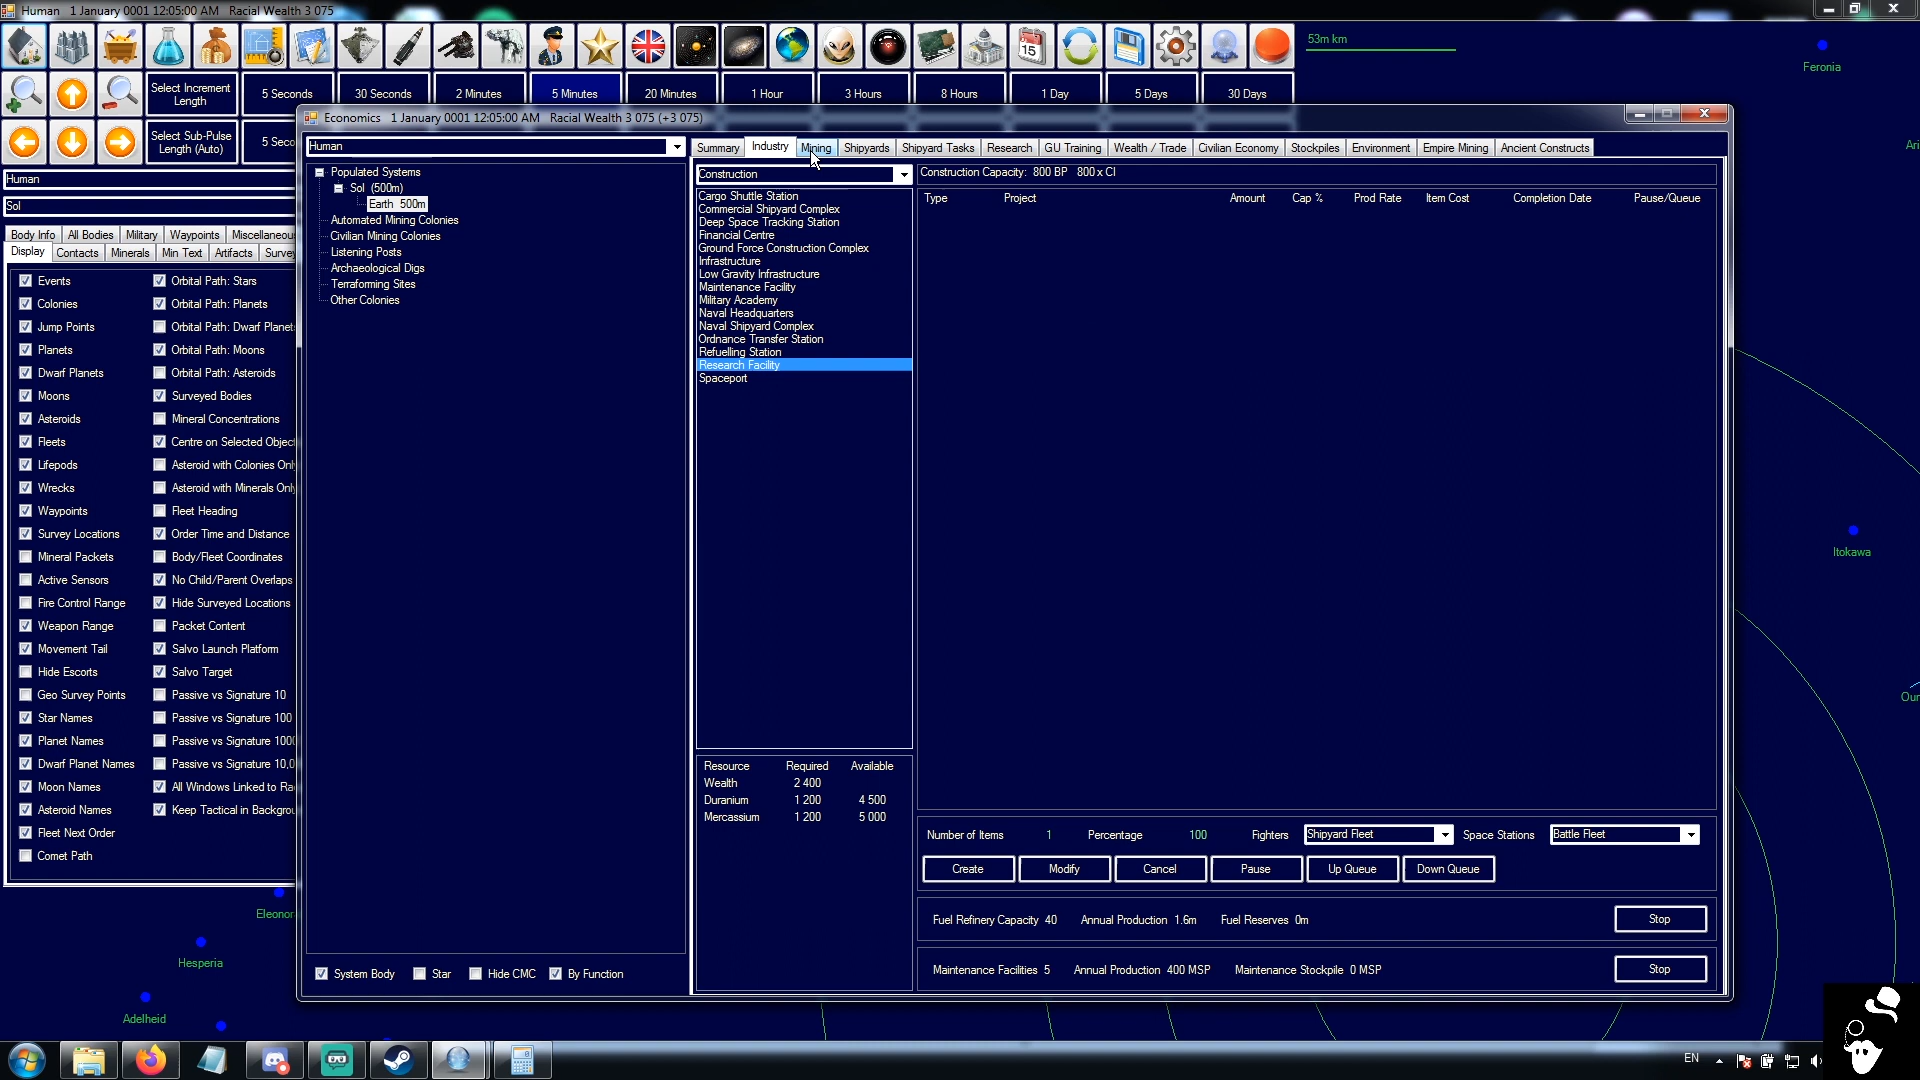 Human 1 January 0001 12:05:00 AM Racial Wealth 3 075
53m km
Feronia
Select Increment Length
5 Seconds
30 Seconds
2 Minutes
5 Minutes
20 Minutes
1 Hour
3 Hours
8 Hours
1 Day
5 Days
30 Days
Select Sub-Pulse Length (Auto)
5 Seco
Human
Sol
Body Info
All Bodies
Military
Waypoints
Miscellaneous
Display
Contacts
Minerals
Min Text
Artifacts
Survey
Events
Orbital Path: Stars
Colonies
Orbital Path: Planets
Jump Points
Orbital Path: Dwarf Planet
Planets
Orbital Path: Moons
Dwarf Planets
Orbital Path: Asteroids
Moons
Surveyed Bodies
Asteroids
Mineral Concentrations
Fleets
Centre on Selected Object
Lifepods
Asteroid with Colonies Onl
Wrecks
Asteroid with Minerals Only
Waypoints
Fleet Heading
Survey Locations
Order Time and Distance
Mineral Packets
Body/Fleet Coordinates
Active Sensors
No Child/Parent Overlaps
Fire Control Range
Hide Surveyed Locations
Weapon Range
Packet Content
Movement Tail
Salvo Launch Platform
Hide Escorts
Salvo Target
Geo Survey Points
Passive vs Signature 10
Star Names
Passive vs Signature 100
Planet Names
Passive vs Signature 1000
Dwarf Planet Names
Passive vs Signature 10,0
Moon Names
All Windows Linked to Ra
Asteroid Names
Keep Tactical in Backgrou
Fleet Next Order
Comet Path
Economics 1 January 0001 12:05:00 AM Racial Wealth 3 075 (+3 075)
Human
Populated Systems
Sol (500m)
Earth 500m
Automated Mining Colonies
Civilian Mining Colonies
Listening Posts
Archaeological Digs
Terraforming Sites
Other Colonies
System Body
Star
Hide CMC
By Function
Summary
Industry
Mining
Shipyards
Shipyard Tasks
Research
GU Training
Wealth / Trade
Civilian Economy
Stockpiles
Environment
Empire Mining
Ancient Constructs
Construction
Construction Capacity: 800 BP 800 x CI
Type Project Amount Cap % Prod Rate Item Cost Completion Date Pause/Queue
Cargo Shuttle Station
Commercial Shipyard Complex
Deep Space Tracking Station
Financial Centre
Ground Force Construction Complex
Infrastructure
Low Gravity Infrastructure
Maintenance Facility
Military Academy
Naval Headquarters
Naval Shipyard Complex
Ordnance Transfer Station
Refuelling Station
Research Facility
Spaceport
Resource Required Available
Wealth 2 400
Duranium 1 200 4 500
Mercassium 1 200 5 000
Number of Items 1 Percentage 100 Fighters Shipyard Fleet Space Stations Battle Fleet
Create
Modify
Cancel
Pause
Up Queue
Down Queue
Fuel Refinery Capacity 40 Annual Production 1.6m Fuel Reserves 0m
Stop
Maintenance Facilities 5 Annual Production 400 MSP Maintenance Stockpile 0 MSP
Stop
Ari
Itokawa
Our
Eleonor
Hesperia
Adelheid
EN
15